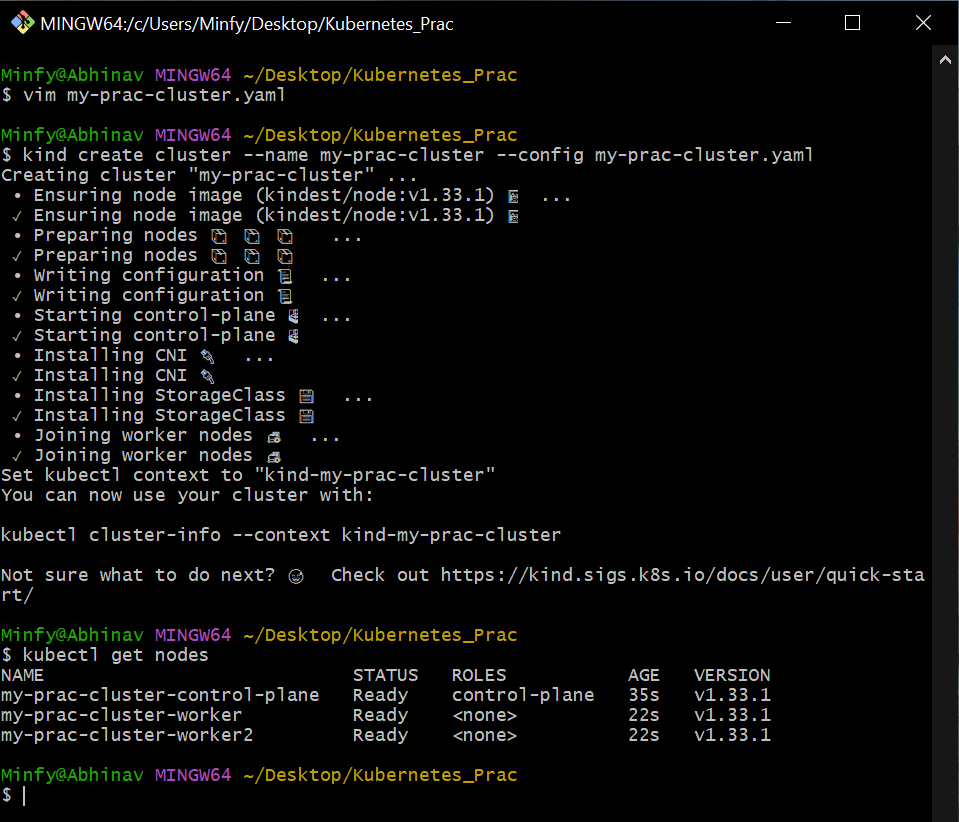 MINGW64:/c/Users/Minfy/Desktop/Kubernetes_Prac
Minfy@Abhinav MINGW64 ~/Desktop/Kubernetes_Prac
$ vim my-prac-cluster.yaml
Minfy@Abhinav MINGW64 ~/Desktop/Kubernetes_Prac
$ kind create cluster --name my-prac-cluster --config my-prac-cluster.yaml
Creating cluster "my-prac-cluster" ...
• Ensuring node image (kindest/node:v1.33.1) 🖼 ...
✓ Ensuring node image (kindest/node:v1.33.1) 🖼
• Preparing nodes 📦 📦 📦 ...
✓ Preparing nodes 📦 📦 📦
• Writing configuration 📜 ...
✓ Writing configuration 📜
• Starting control-plane 🕹️ ...
✓ Starting control-plane 🕹️
• Installing CNI 🔌 ...
✓ Installing CNI 🔌
• Installing StorageClass 💾 ...
✓ Installing StorageClass 💾
• Joining worker nodes 🚜 ...
✓ Joining worker nodes 🚜
Set kubectl context to "kind-my-prac-cluster"
You can now use your cluster with:
kubectl cluster-info --context kind-my-prac-cluster
Not sure what to do next? 😅 Check out https://kind.sigs.k8s.io/docs/user/quick-sta
rt/
Minfy@Abhinav MINGW64 ~/Desktop/Kubernetes_Prac
$ kubectl get nodes
NAME STATUS ROLES AGE VERSION
my-prac-cluster-control-plane Ready control-plane 35s v1.33.1
my-prac-cluster-worker Ready <none> 22s v1.33.1
my-prac-cluster-worker2 Ready <none> 22s v1.33.1
Minfy@Abhinav MINGW64 ~/Desktop/Kubernetes_Prac
$